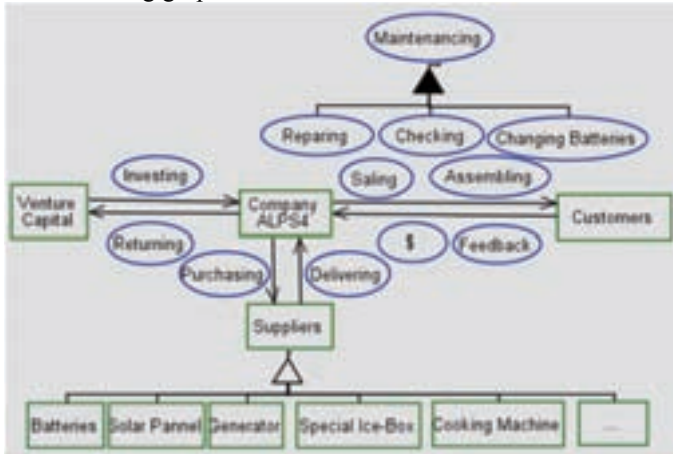 Maintenancing
Reparing
Checking
Changing Batteries
Investing
Saling
Assembling
Venture
Capital
Company
ALPS4
Customers
Returning
$
Feedback
Purchasing
Delivering
Suppliers
Batteries
Solar Pannel
Generator
Special Ice-Box
Cooking Machine
....